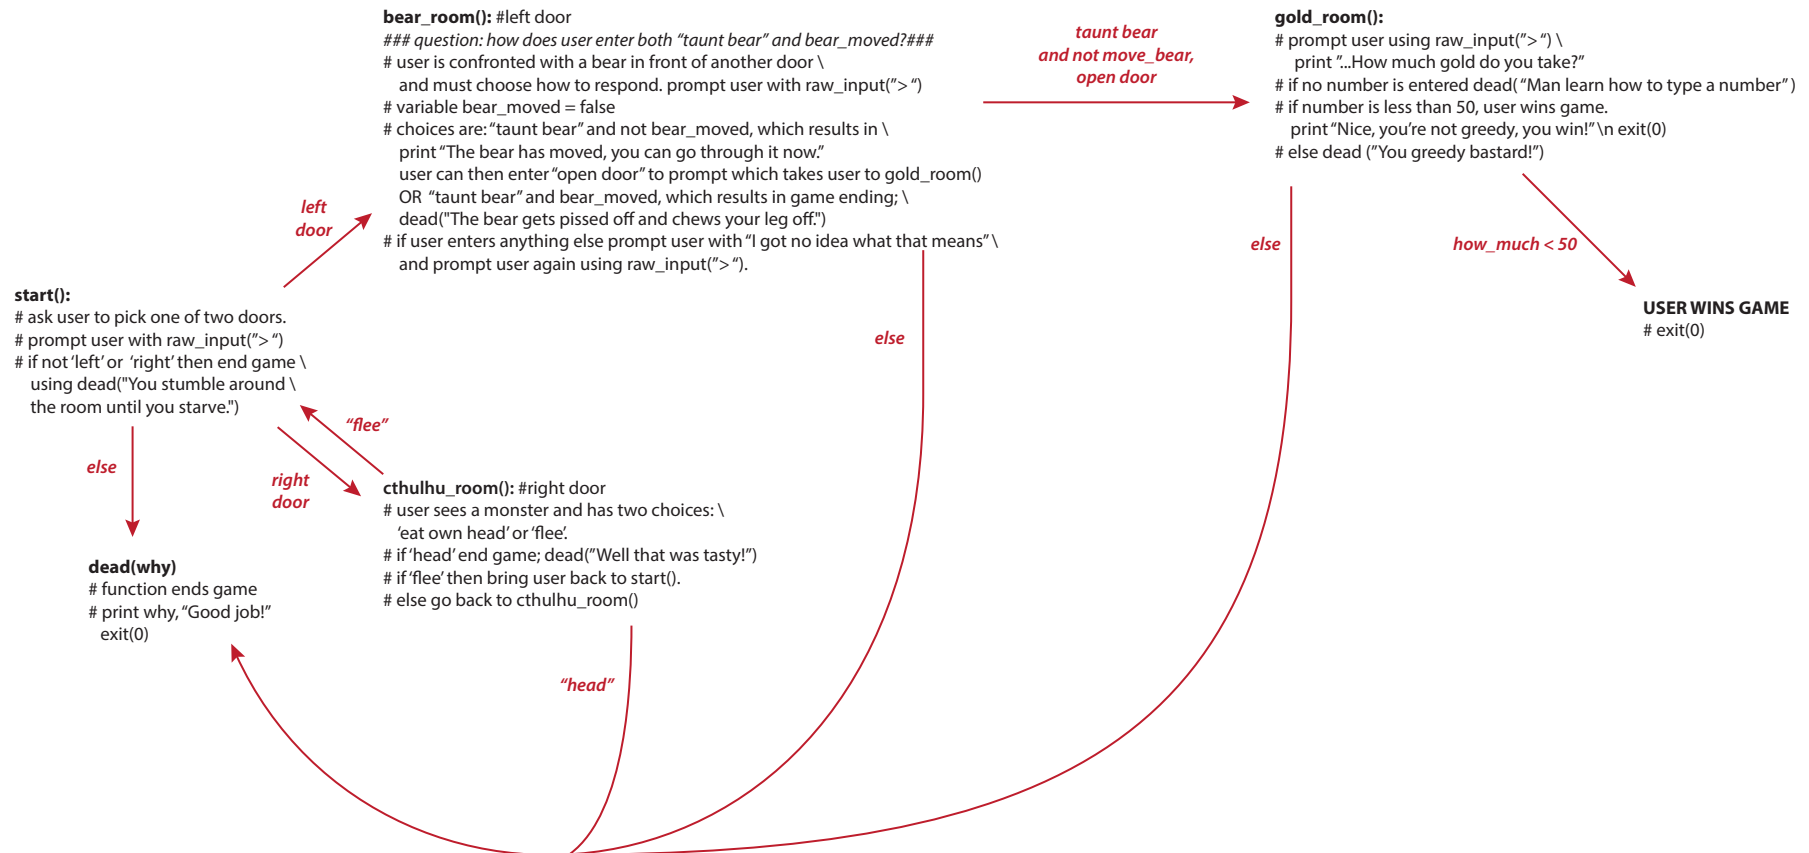 bear_room(): #left door
### question: how does user enter both “taunt bear” and bear_moved?###
# user is confronted with a bear in front of another door \
and must choose how to respond. prompt user with raw_input(”> “)
# variable bear_moved = false
# choices are: “taunt bear” and not bear_moved, which results in \
print “The bear has moved, you can go through it now.”
user can then enter “open door” to prompt which takes user to gold_room()
OR “taunt bear” and bear_moved, which results in game ending; \
dead("The bear gets pissed off and chews your leg off.")
# if user enters anything else prompt user with “I got no idea what that means” \
and prompt user again using raw_input(”> “).
taunt bear
and not move_bear,
open door
gold_room():
# prompt user using raw_input(”> “) \
print ”...How much gold do you take?”
# if no number is entered dead( “Man learn how to type a number” )
# if number is less than 50, user wins game.
print “Nice, you’re not greedy, you win!” \n exit(0)
# else dead (”You greedy bastard!”)
left
door
else
how_much < 50
start():
# ask user to pick one of two doors.
# prompt user with raw_input(”> “)
# if not ‘left’ or ‘right’ then end game \
using dead("You stumble around \
the room until you starve.")
USER WINS GAME
# exit(0)
else
“flee”
else
right
door
cthulhu_room(): #right door
# user sees a monster and has two choices: \
‘eat own head’ or ‘flee’.
# if ‘head’ end game; dead(”Well that was tasty!”)
# if ‘flee’ then bring user back to start().
# else go back to cthulhu_room()
dead(why)
# function ends game
# print why, “Good job!”
exit(0)
“head”